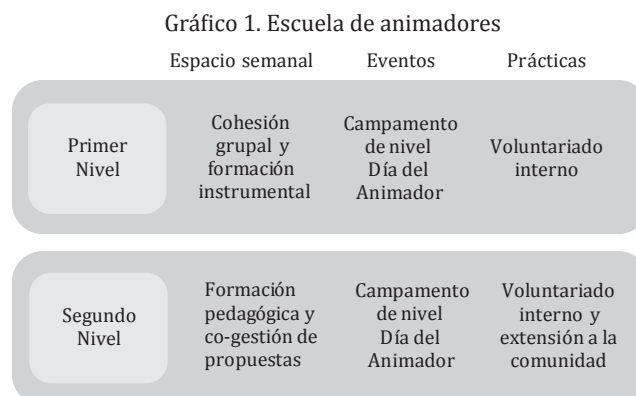 Gráfico 1. Escuela de animadores
Espacio semanal Eventos Prácticas
Primer
Nivel
Cohesión
grupal y
formación
instrumental
Campamento
de nivel
Día del
Animador
Voluntariado
interno
Segundo
Nivel
Formación
pedagógica y
co-gestión de
propuestas
Campamento
de nivel
Día del
Animador
Voluntariado
interno y
extensión a la
comunidad